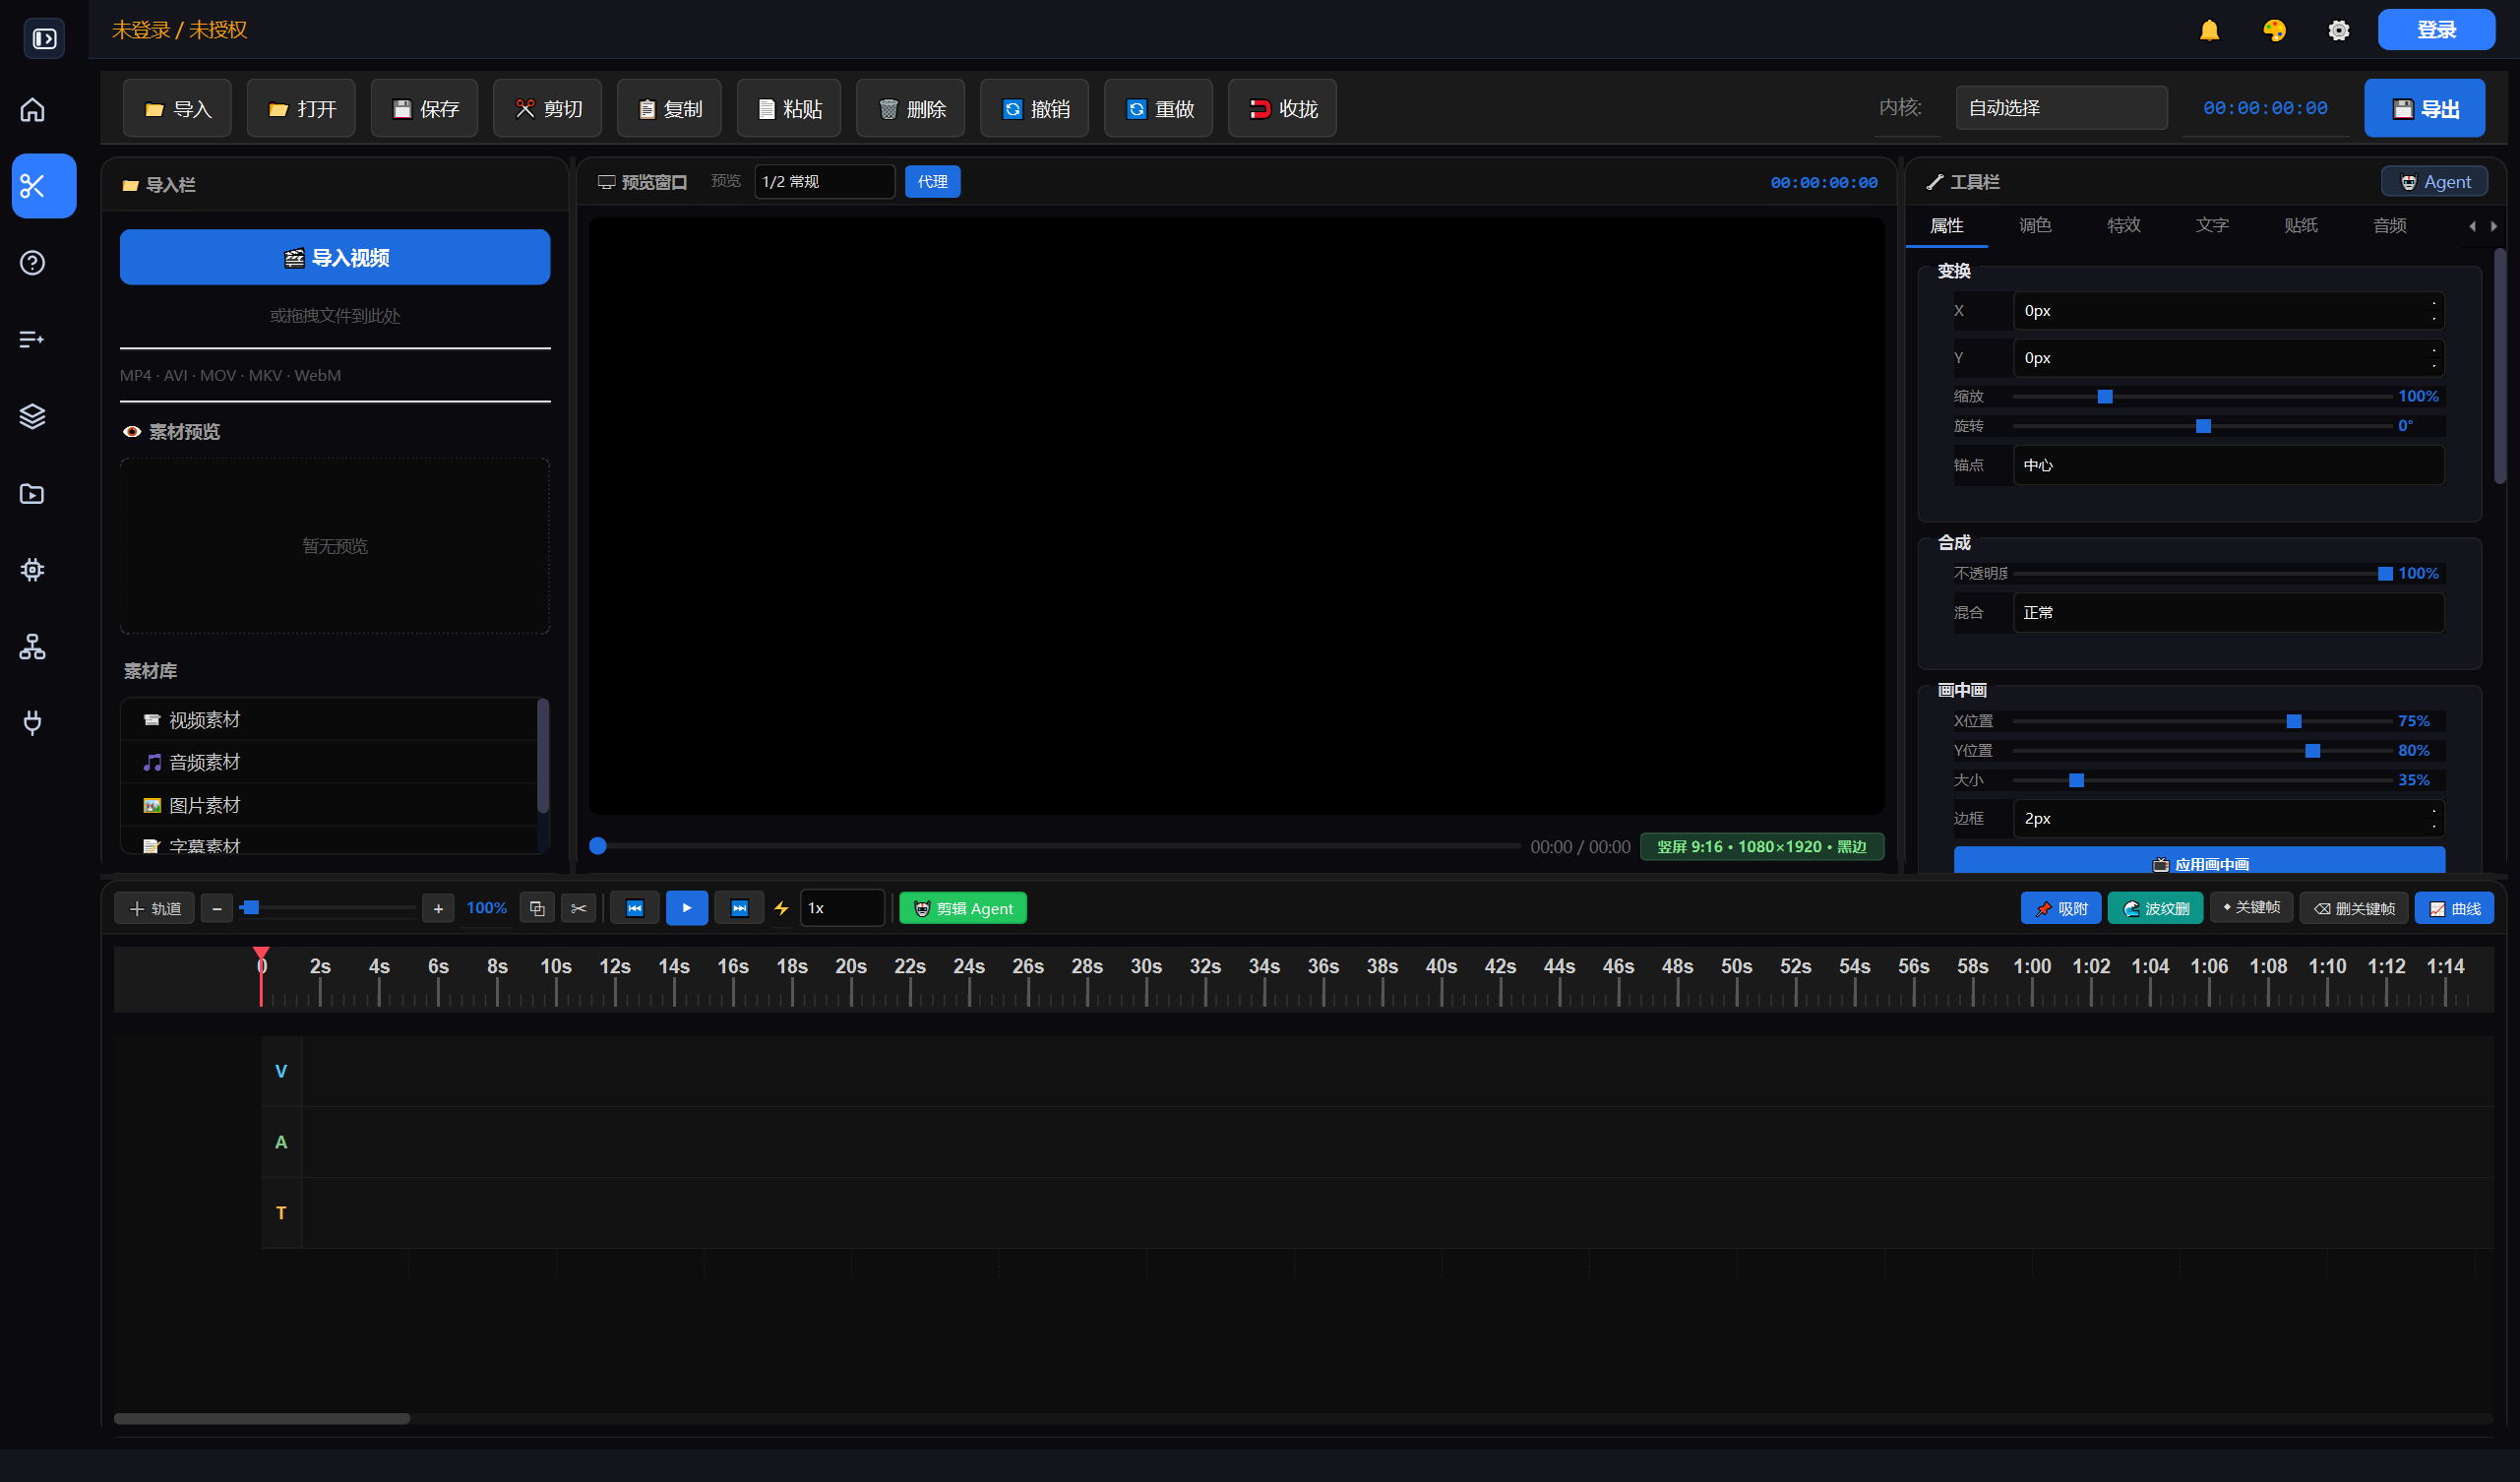 未登录 / 未授权
登录
导入 打开 保存 剪切 复制 粘贴 删除 撤销 重做 收拢 内核: 自动选择 00:00:00:00 导出
导入栏
导入视频
或拖拽文件到此处
MP4 · AVI · MOV · MKV · WebM
素材预览
暂无预览
素材库
视频素材
音频素材
图片素材
字幕素材
预览窗口 预览 1/2 常规 代理 00:00:00:00
00:00 / 00:00 竖屏 9:16 • 1080×1920 • 黑边
工具栏 Agent
属性 调色 特效 文字 贴纸 音频
变换
X 0px
Y 0px
缩放 100%
旋转 0°
锚点 中心
合成
不透明度 100%
混合 正常
画中画
X位置 75%
Y位置 80%
大小 35%
边框 2px
应用画中画
轨道 − + 100% 1x 剪辑 Agent 吸附 波纹删 关键帧 删关键帧 曲线
0 2s 4s 6s 8s 10s 12s 14s 16s 18s 20s 22s 24s 26s 28s 30s 32s 34s 36s 38s 40s 42s 44s 46s 48s 50s 52s 54s 56s 58s 1:00 1:02 1:04 1:06 1:08 1:10 1:12 1:14
V
A
T